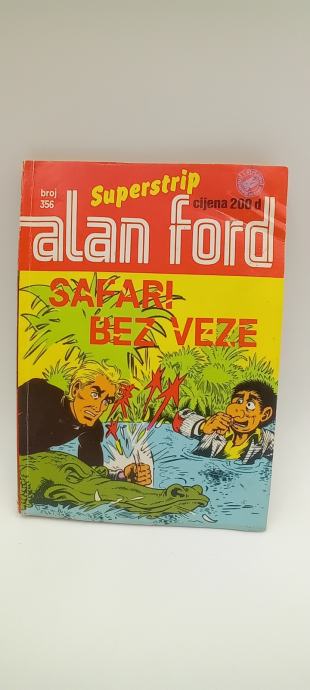 Superstrip
broj
356
cijena 200 d
alan ford
SAFARI
BEZ VEZE